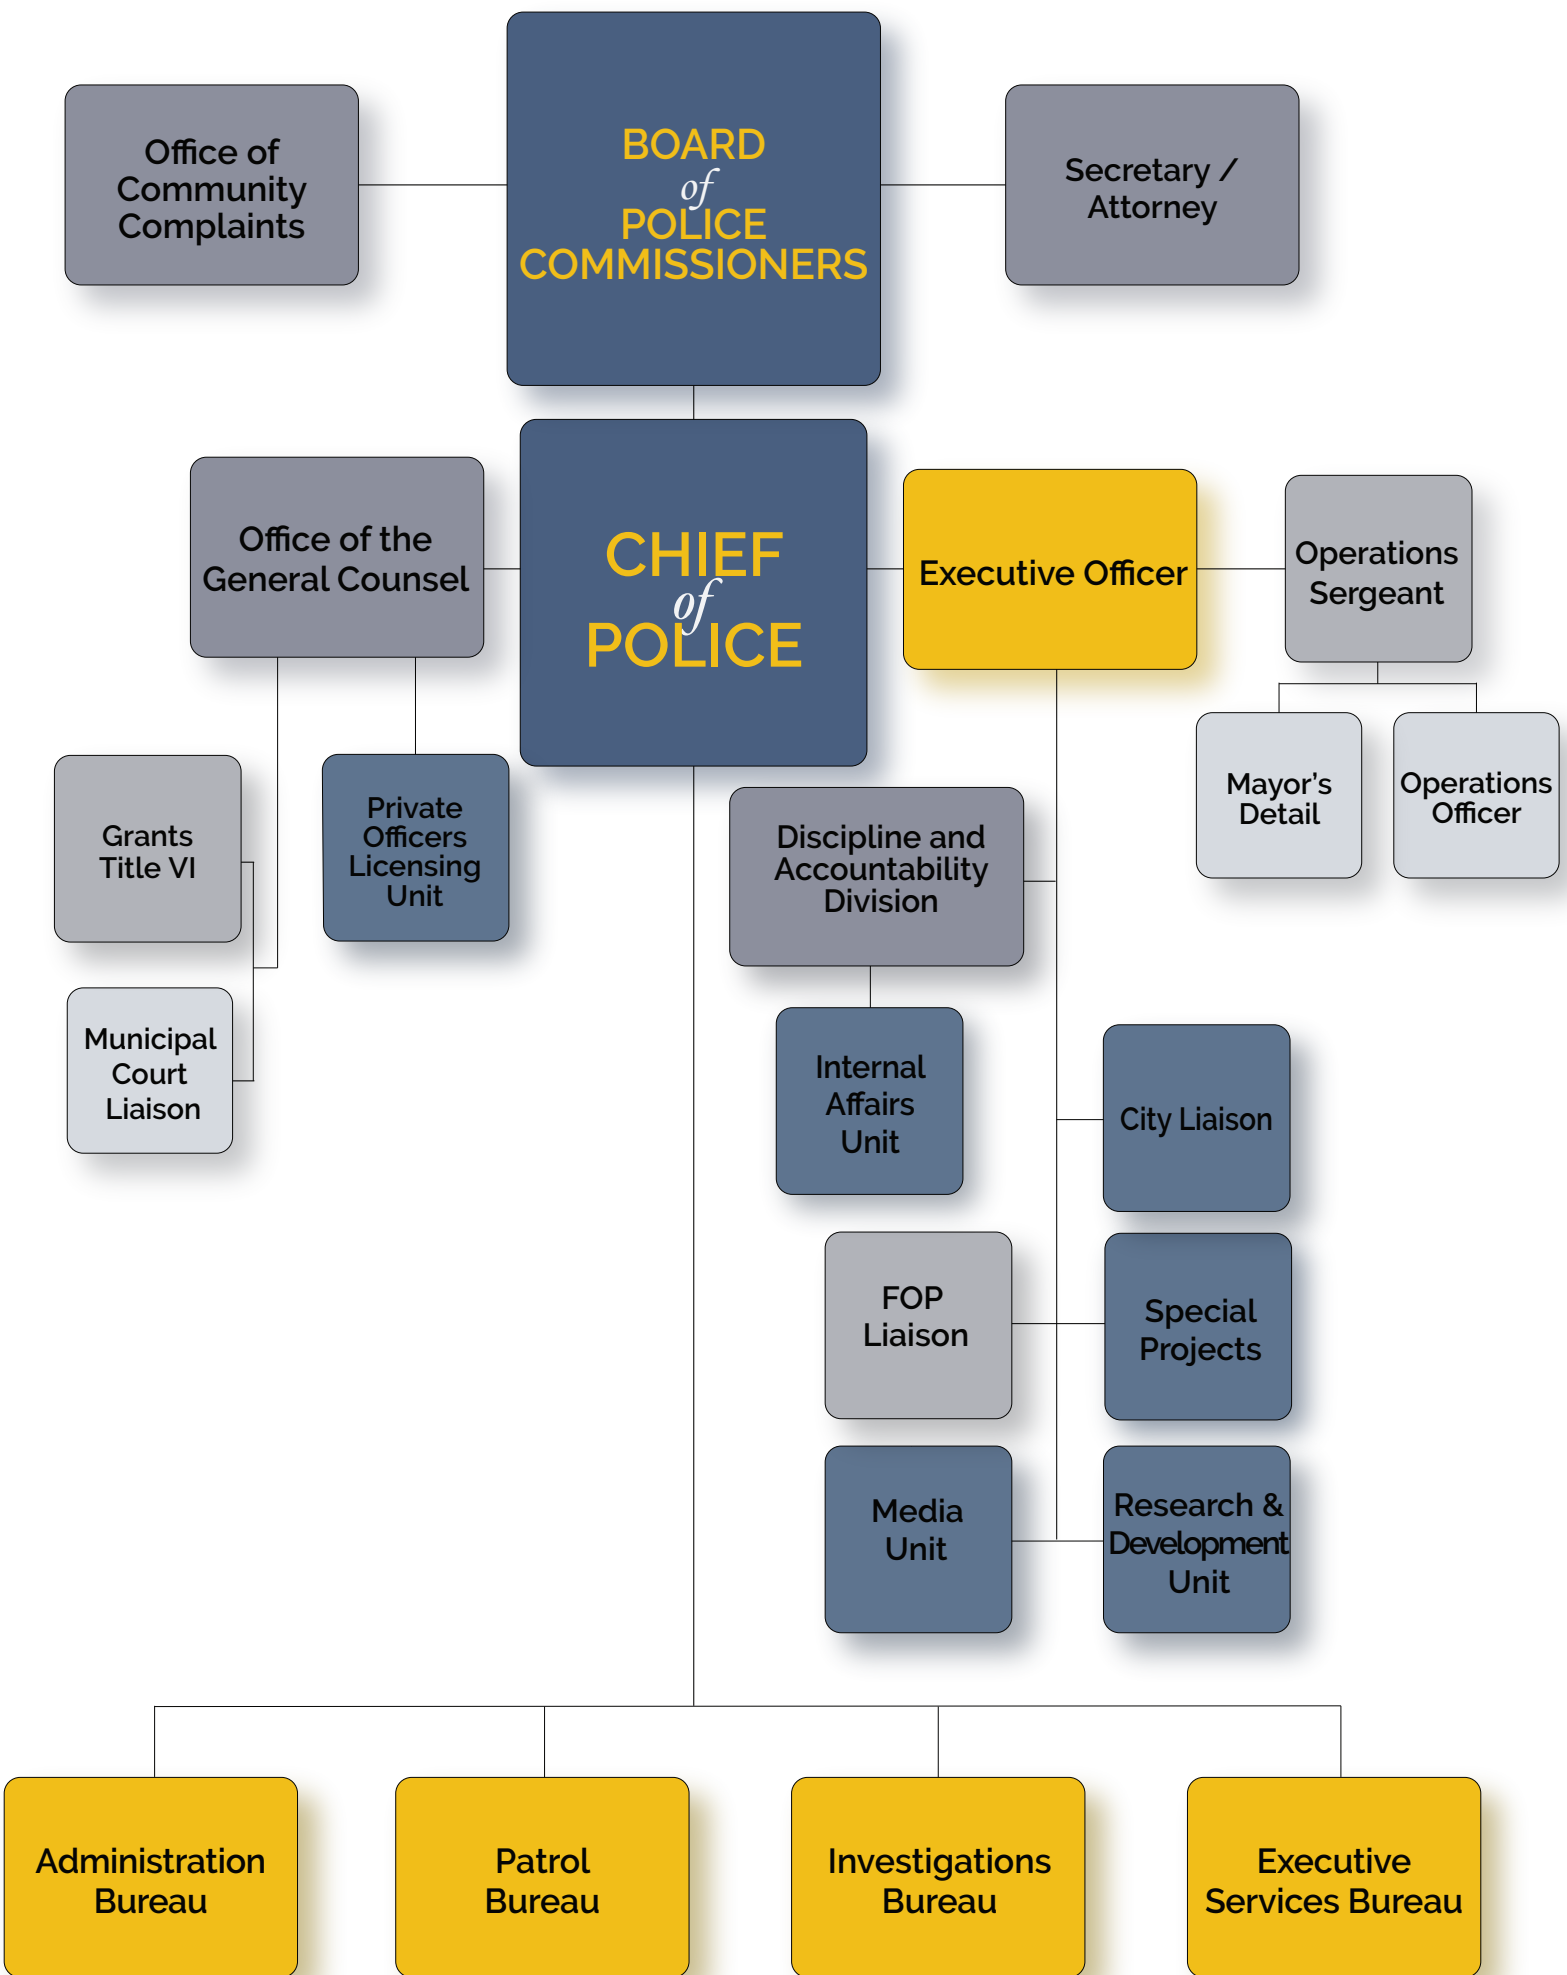 BOARD
of
POLICE
COMMISSIONERS
Office of
Community
Complaints
Secretary /
Attorney
CHIEF
of
POLICE
Office of the
General Counsel
Executive Officer
Operations
Sergeant
Mayor's
Detail
Operations
Officer
Grants
Title VI
Private
Officers
Licensing
Unit
Municipal
Court
Liaison
Discipline and
Accountability
Division
Internal
Affairs
Unit
City Liaison
FOP
Liaison
Special
Projects
Media
Unit
Research &
Development
Unit
Administration
Bureau
Patrol
Bureau
Investigations
Bureau
Executive
Services Bureau